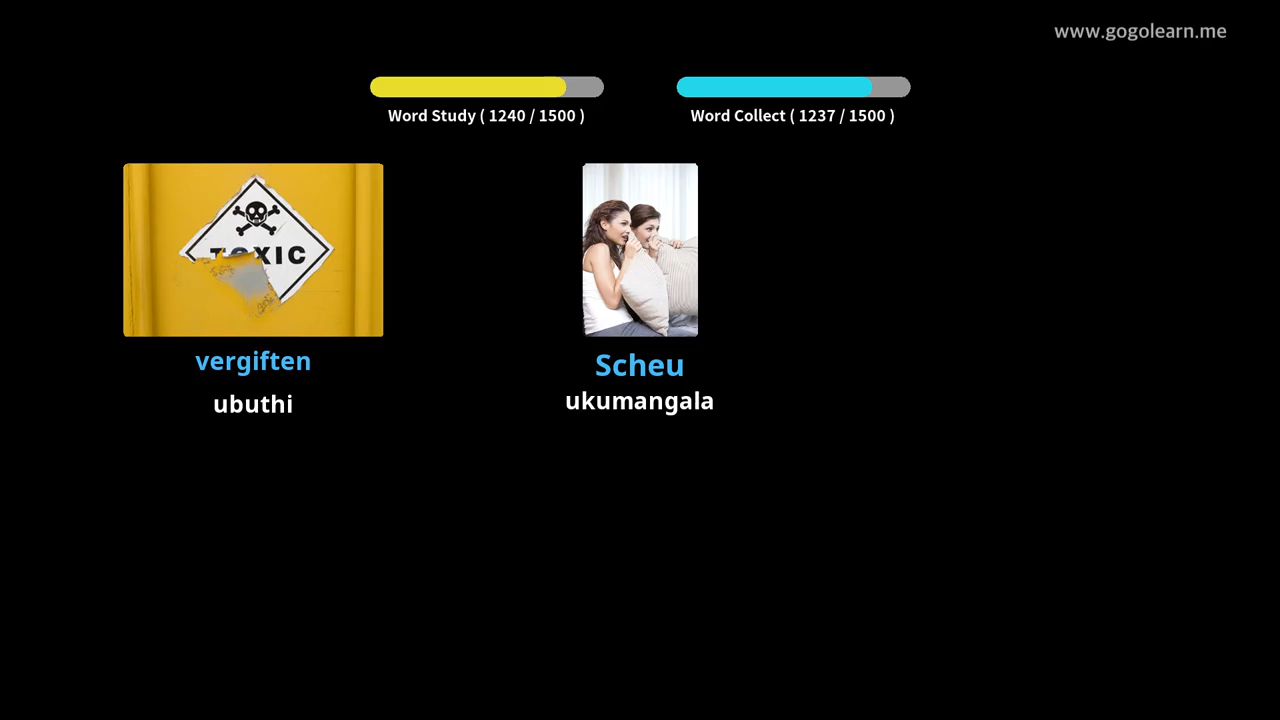 www.gogolearn.me
Word Study ( 1240 / 1500 )
Word Collect ( 1237 / 1500 )
TOXIC
vergiften
ubuthi
Scheu
ukumangala